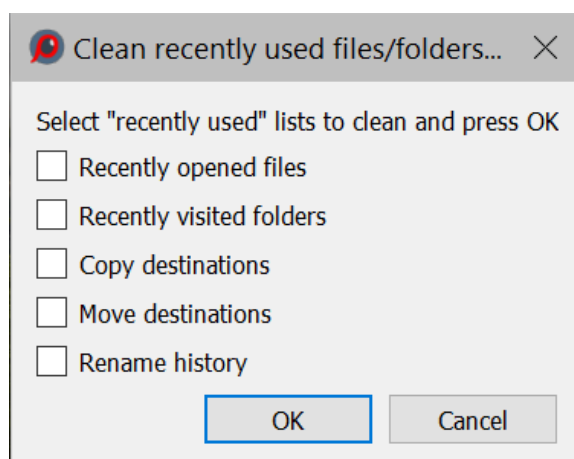 Clean recently used files/folders...
Select "recently used" lists to clean and press OK
Recently opened files
Recently visited folders
Copy destinations
Move destinations
Rename history
OK Cancel